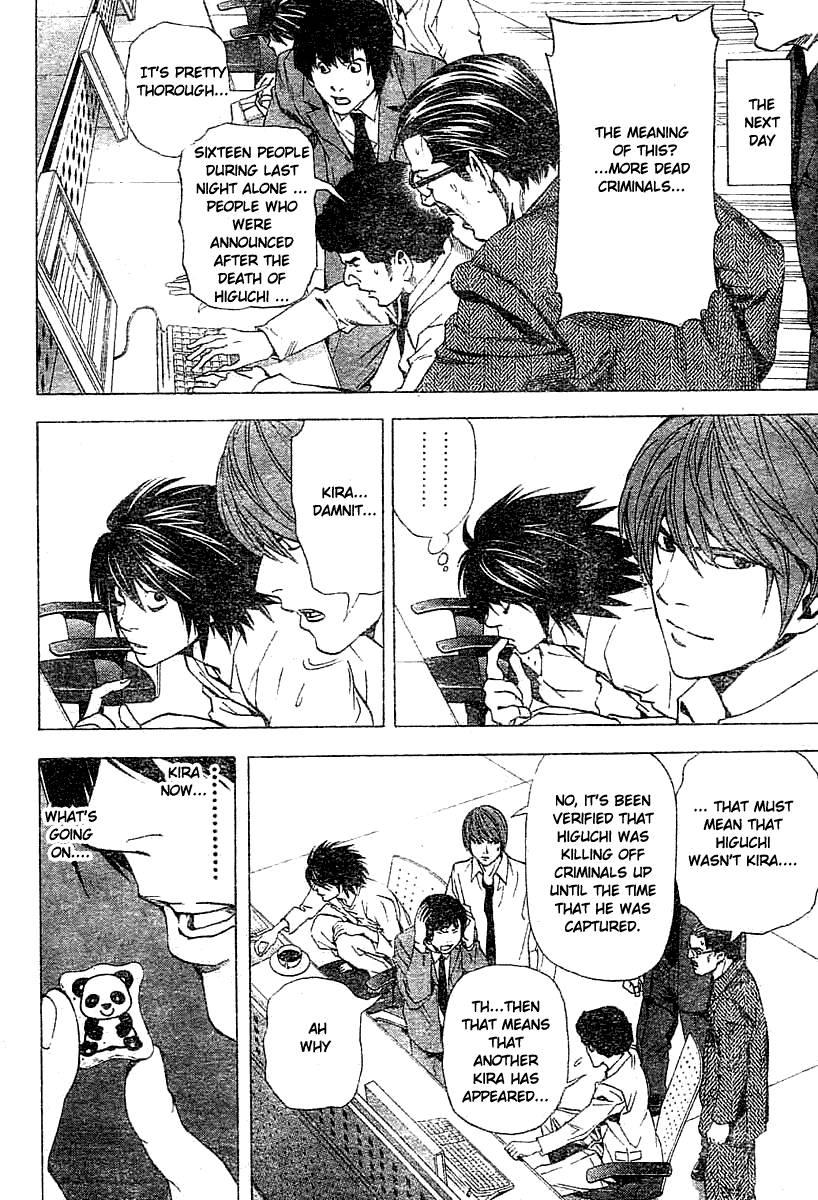 THE
NEXT
DAY
THE MEANING
OF THIS?
...MORE DEAD
CRIMINALS...
IT'S PRETTY
THOROUGH...
SIXTEEN PEOPLE
DURING LAST
NIGHT ALONE ...
PEOPLE WHO
WERE
ANNOUNCED
AFTER THE
DEATH OF
HIGUCHI ...
........
........
KIRA...
DAMNIT...
... THAT MUST
MEAN THAT
HIGUCHI
WASN'T KIRA....
NO, IT'S BEEN
VERIFIED THAT
HIGUCHI WAS
KILLING OFF
CRIMINALS UP
UNTIL THE TIME
THAT HE WAS
CAPTURED.
TH...THEN
THAT MEANS
THAT
ANOTHER
KIRA HAS
APPEARED...
AH
WHY
...........
KIRA
NOW...
WHAT'S
GOING
ON....